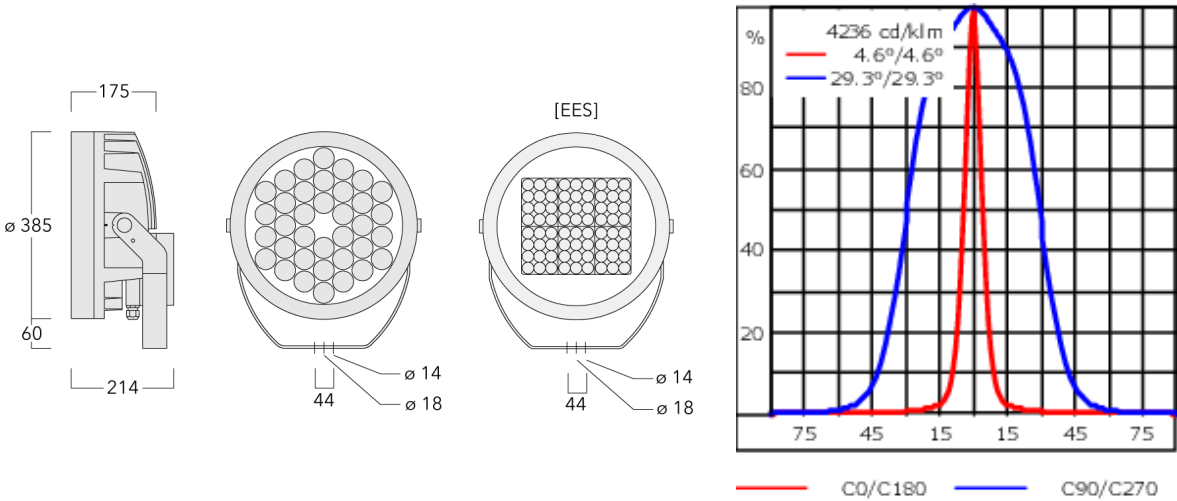 175
ø 385
60
214
44
ø 14
ø 18
[EES]
44
ø 14
ø 18
%
4236 cd/klm
4.6º/4.6º
29.3º/29.3º
80
60
40
20
75 45 15 15 45 75
C0/C180 C90/C270